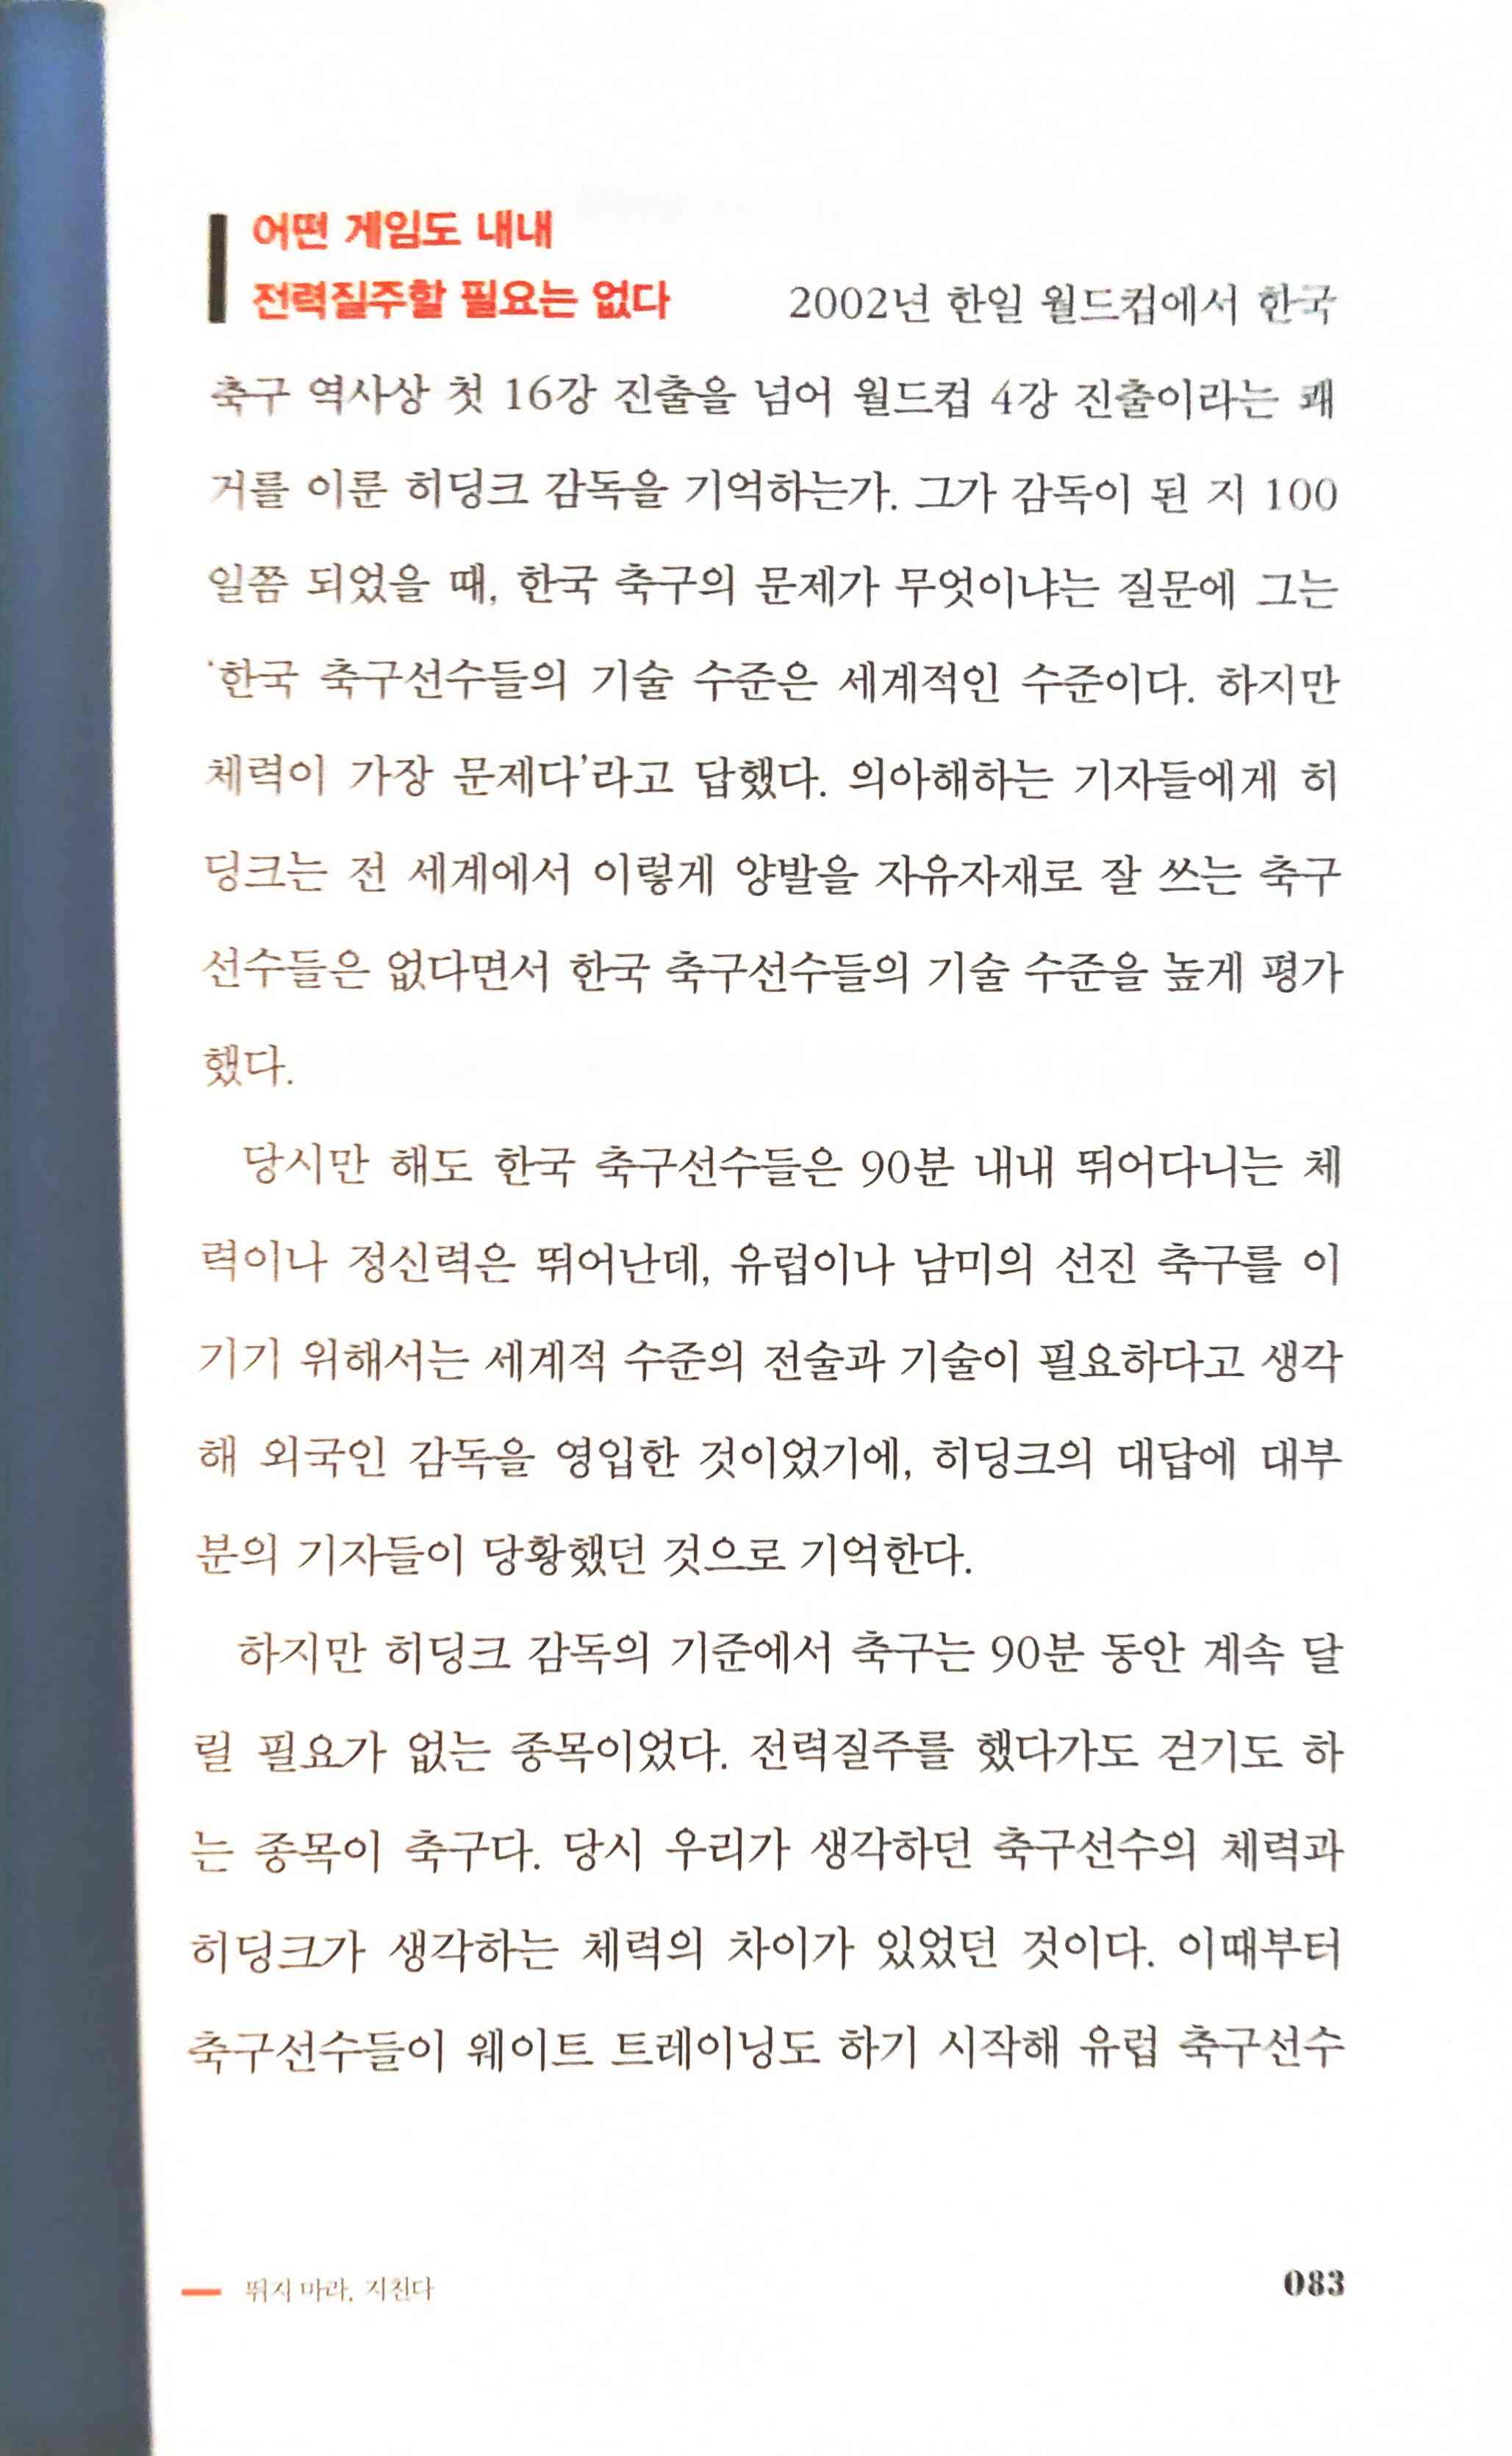 어떤 게임도 내내
전력질주할 필요는 없다 2002년 한일 월드컵에서 한국
축구 역사상 첫 16강 진출을 넘어 월드컵 4강 진출이라는 쾌
거를 이룬 히딩크 감독을 기억하는가. 그가 감독이 된 지 100
일쯤 되었을 때, 한국 축구의 문제가 무엇이냐는 질문에 그는
‘한국 축구선수들의 기술 수준은 세계적인 수준이다. 하지만
체력이 가장 문제다’라고 답했다. 의아해하는 기자들에게 히
딩크는 전 세계에서 이렇게 양발을 자유자재로 잘 쓰는 축구
선수들은 없다면서 한국 축구선수들의 기술 수준을 높게 평가
했다.
당시만 해도 한국 축구선수들은 90분 내내 뛰어다니는 체
력이나 정신력은 뛰어난데, 유럽이나 남미의 선진 축구를 이
기기 위해서는 세계적 수준의 전술과 기술이 필요하다고 생각
해 외국인 감독을 영입한 것이었기에, 히딩크의 대답에 대부
분의 기자들이 당황했던 것으로 기억한다.
하지만 히딩크 감독의 기준에서 축구는 90분 동안 계속 달
릴 필요가 없는 종목이었다. 전력질주를 했다가도 걷기도 하
는 종목이 축구다. 당시 우리가 생각하던 축구선수의 체력과
히딩크가 생각하는 체력의 차이가 있었던 것이다. 이때부터
축구선수들이 웨이트 트레이닝도 하기 시작해 유럽 축구선수
뛰지 마라, 지친다 083